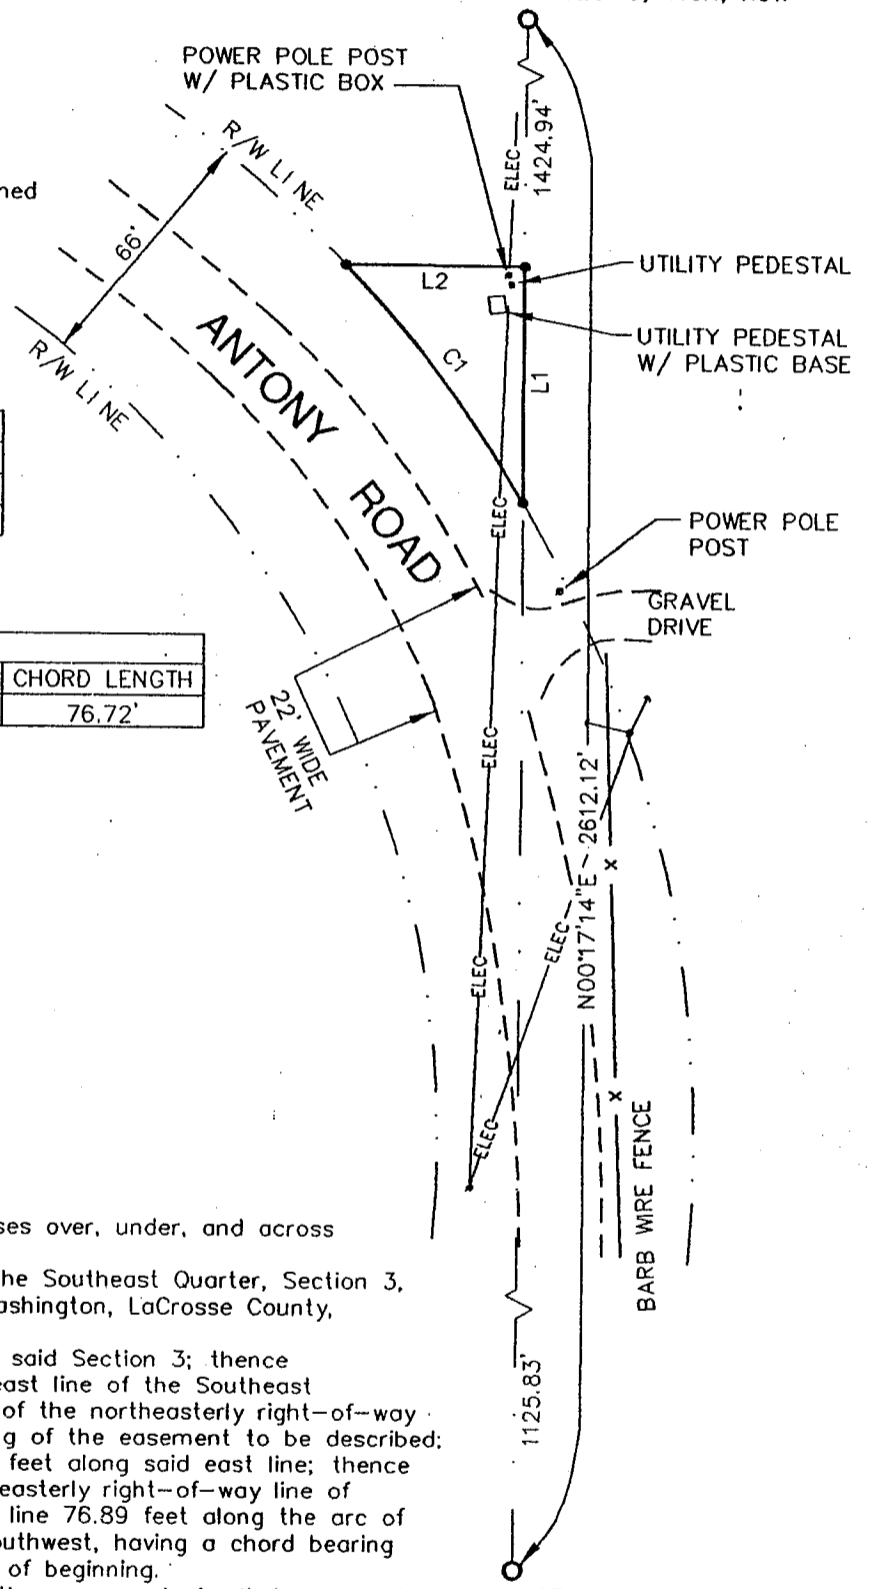 POWER POLE POST
W/ PLASTIC BOX
R/W LINE
ned
66'
ELEC
1424.94'
L2
UTILITY PEDESTAL
UTILITY PEDESTAL
W/ PLASTIC BASE
R/W LINE
ANTONY ROAD
C1
L1
ELEC
POWER POLE
POST
GRAVEL
DRIVE
CHORD LENGTH
76.72'
22' WIDE
PAVEMENT
ELEC
N00°17'14"E ~ 2612.12'
X
ELEC
ELEC
X
ELEC
BARB WIRE FENCE
1125.83'
ses over, under, and across
he Southeast Quarter, Section 3,
ashington, LaCrosse County,
said Section 3; thence
east line of the Southeast
of the northeasterly right-of-way
g of the easement to be described;
feet along said east line; thence
easterly right-of-way line of
line 76.89 feet along the arc of
outhwest, having a chord bearing
of beginning.